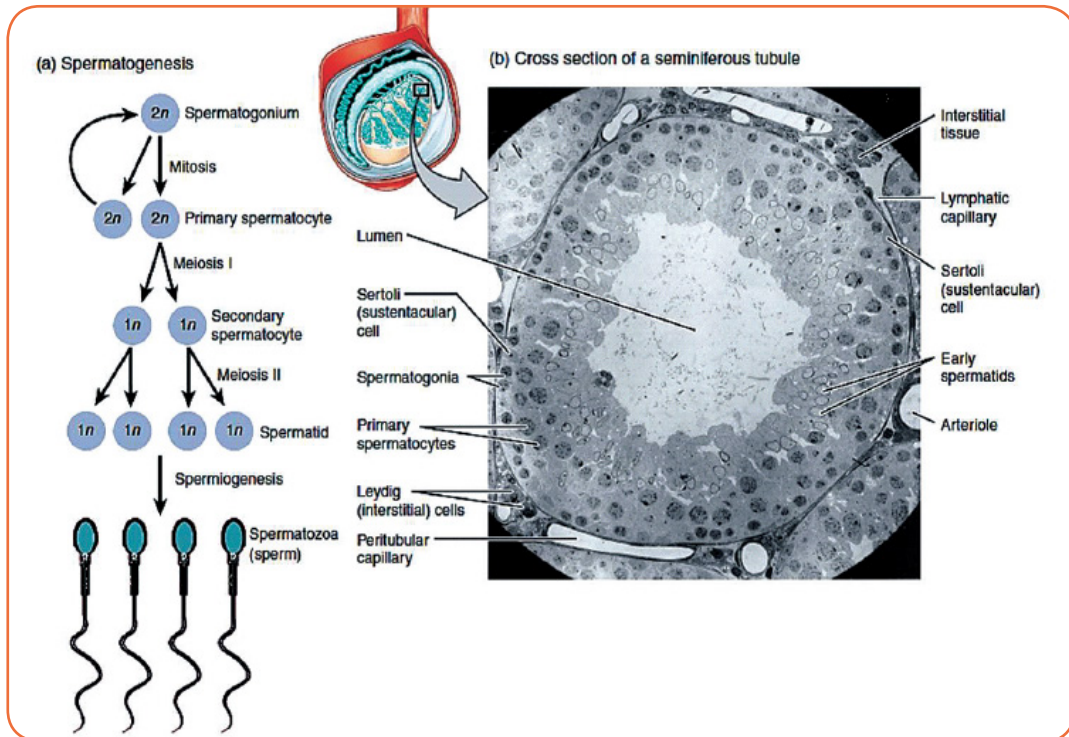 (a) Spermatogenesis
2n
Spermatogonium
Mitosis
2n
2n
Primary spermatocyte
Meiosis I
1n
1n
Secondary
spermatocyte
Meiosis II
1n
1n
1n
1n
Spermatid
Spermiogenesis
Spermatozoa
(sperm)
(b) Cross section of a seminiferous tubule
Lumen
Sertoli
(sustentacular)
cell
Spermatogonia
Primary
spermatocytes
Leydig
(interstitial) cells
Peritubular
capillary
Interstitial
tissue
Lymphatic
capillary
Sertoli
(sustentacular)
cell
Early
spermatids
Arteriole